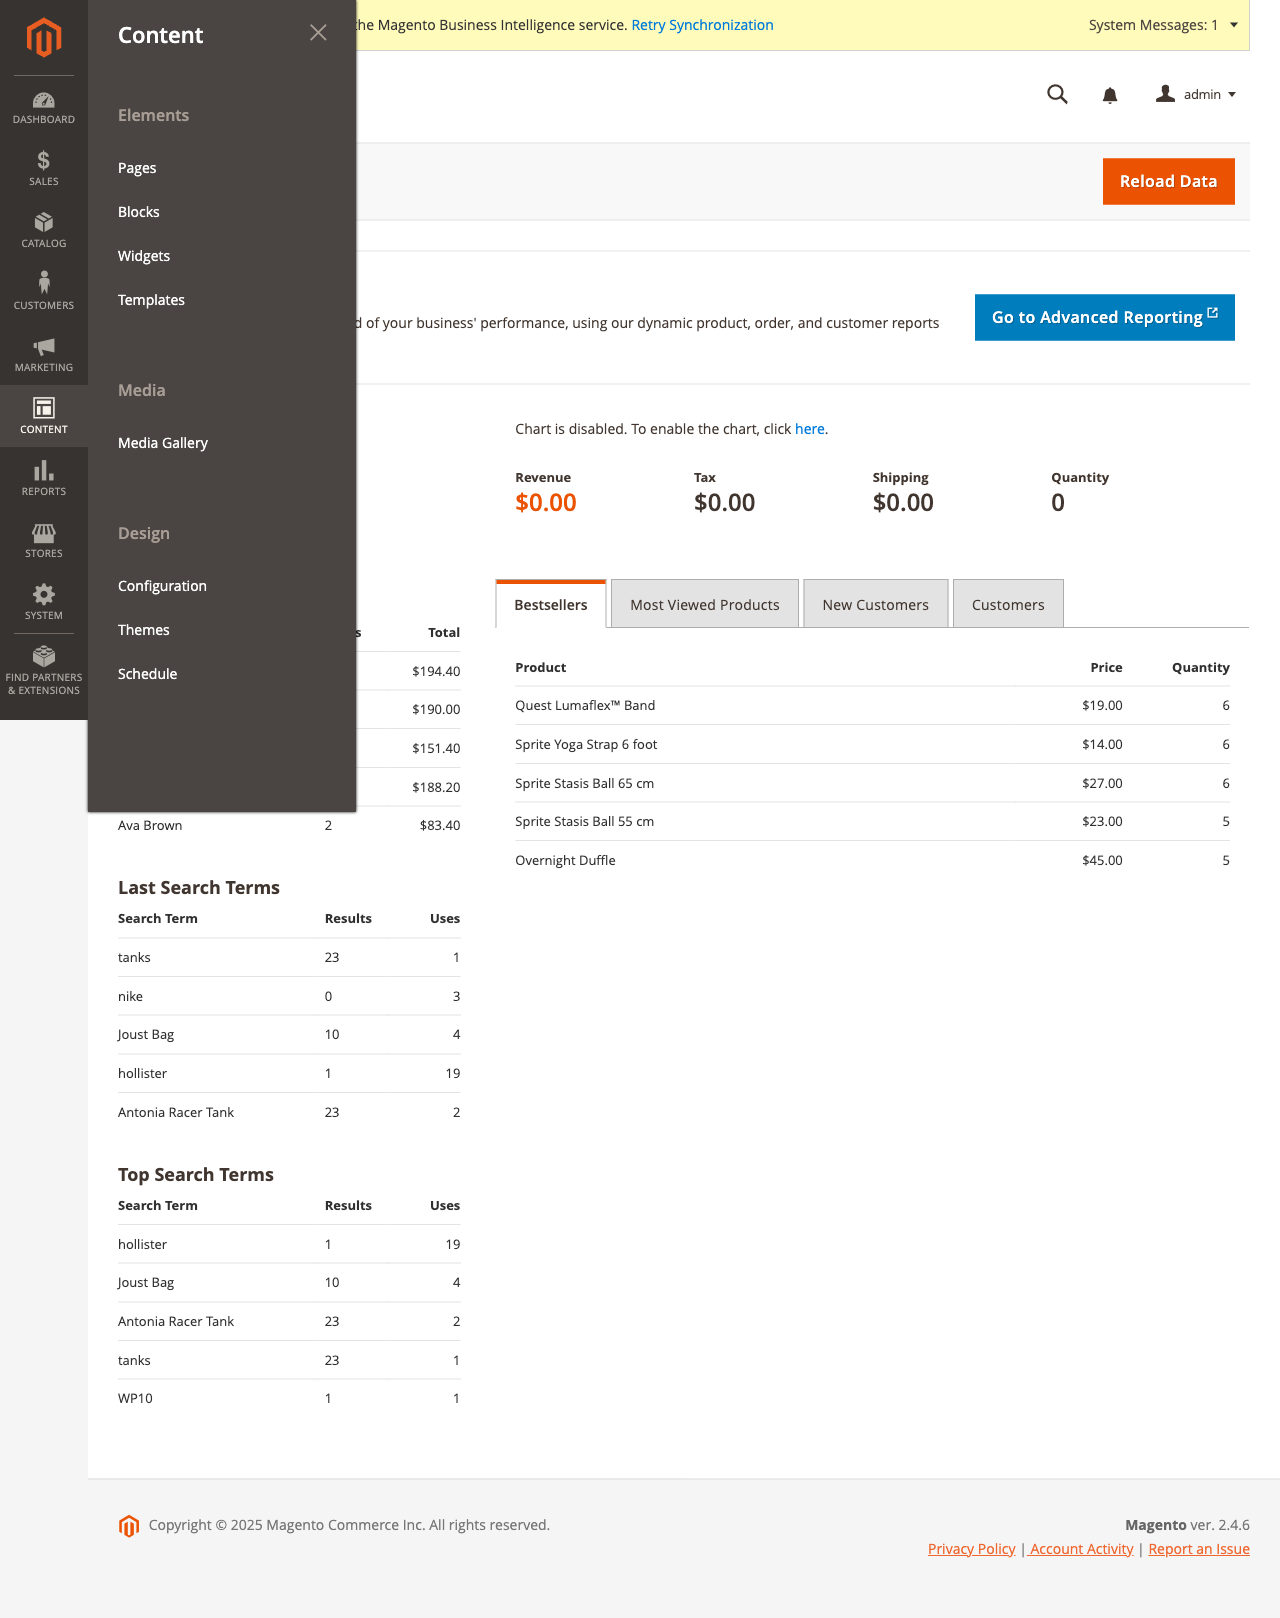 Content
the Magento Business Intelligence service. Retry Synchronization
System Messages: 1
admin
DASHBOARD
SALES
CATALOG
CUSTOMERS
MARKETING
CONTENT
REPORTS
STORES
SYSTEM
FIND PARTNERS
& EXTENSIONS
Elements
Pages
Blocks
Widgets
Templates
Media
Media Gallery
Design
Configuration
Themes
Schedule
Reload Data
d of your business' performance, using our dynamic product, order, and customer reports
Go to Advanced Reporting
Chart is disabled. To enable the chart, click here.
Revenue Tax Shipping Quantity
$0.00 $0.00 $0.00 0
s Total
$194.40
$190.00
$151.40
$188.20
Ava Brown 2 $83.40
Bestsellers Most Viewed Products New Customers Customers
Product Price Quantity
Quest Lumaflex™ Band $19.00 6
Sprite Yoga Strap 6 foot $14.00 6
Sprite Stasis Ball 65 cm $27.00 6
Sprite Stasis Ball 55 cm $23.00 5
Overnight Duffle $45.00 5
Last Search Terms
Search Term Results Uses
tanks 23 1
nike 0 3
Joust Bag 10 4
hollister 1 19
Antonia Racer Tank 23 2
Top Search Terms
Search Term Results Uses
hollister 1 19
Joust Bag 10 4
Antonia Racer Tank 23 2
tanks 23 1
WP10 1 1
Copyright © 2025 Magento Commerce Inc. All rights reserved.
Magento ver. 2.4.6
Privacy Policy | Account Activity | Report an Issue